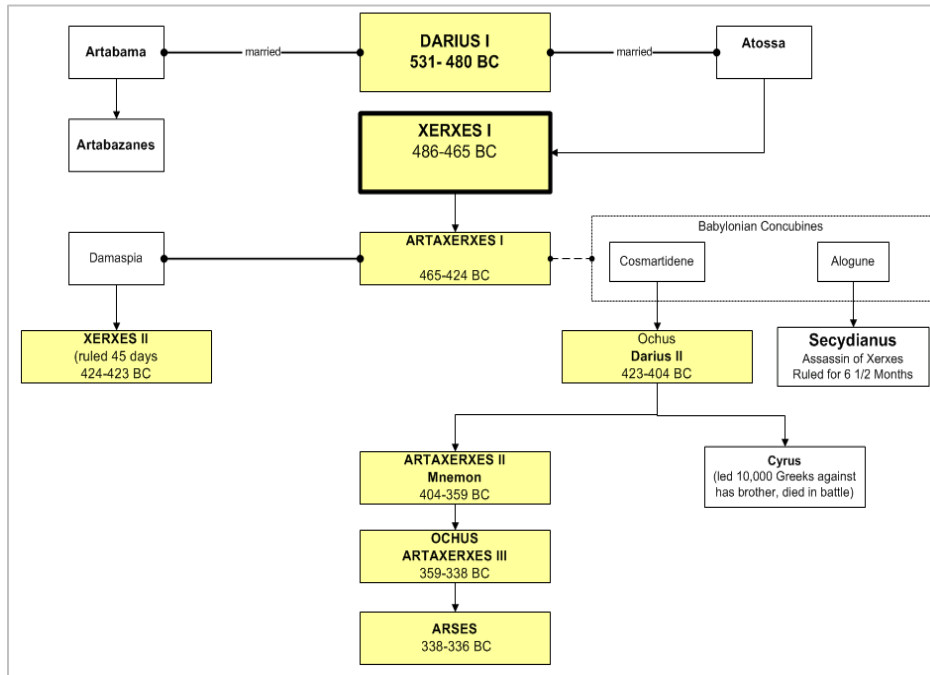 Artabama
married
DARIUS I
531- 480 BC
married
Atossa
Artabazanes
XERXES I
486-465 BC
Babylonian Concubines
Damaspia
ARTAXERXES I
465-424 BC
Cosmartidene
Alogune
XERXES II
(ruled 45 days
424-423 BC
Ochus
Darius II
423-404 BC
Secydianus
Assassin of Xerxes
Ruled for 6 1/2 Months
ARTAXERXES II
Mnemon
404-359 BC
Cyrus
(led 10,000 Greeks against
has brother, died in battle)
OCHUS
ARTAXERXES III
359-338 BC
ARSES
338-336 BC